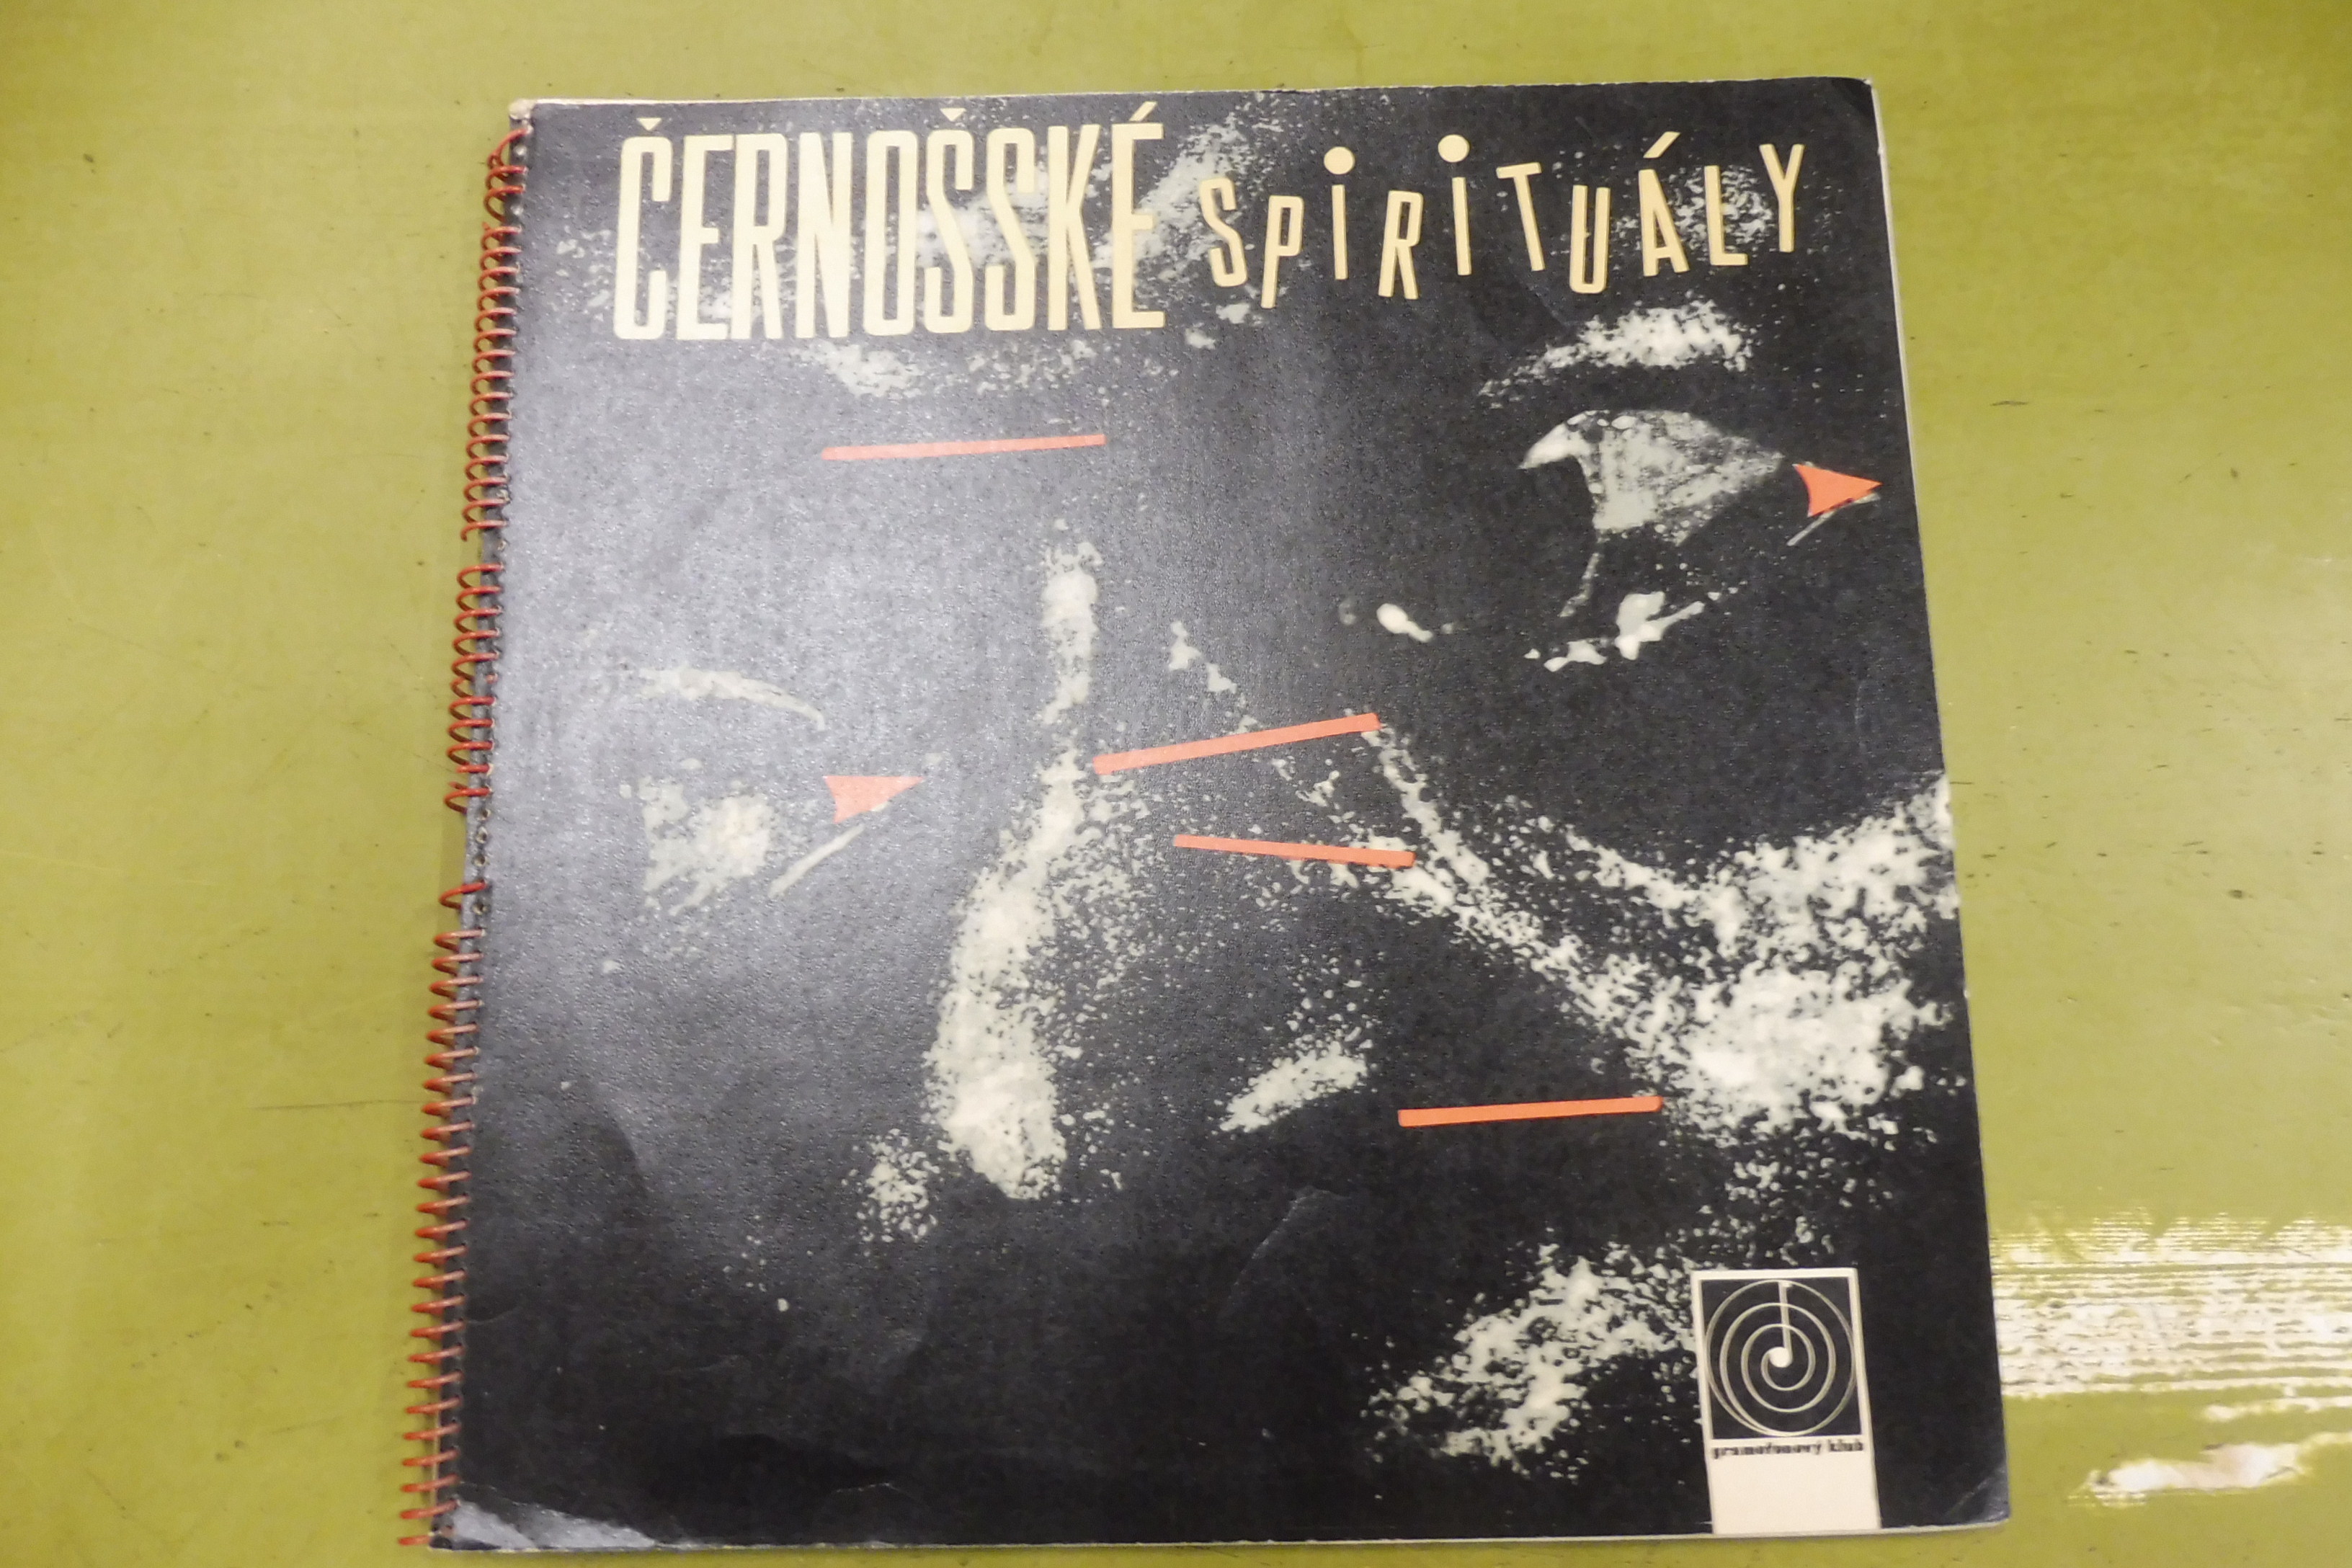 ČERNOŠSKÉ SPiRiTUÁLY
gramofonový klub